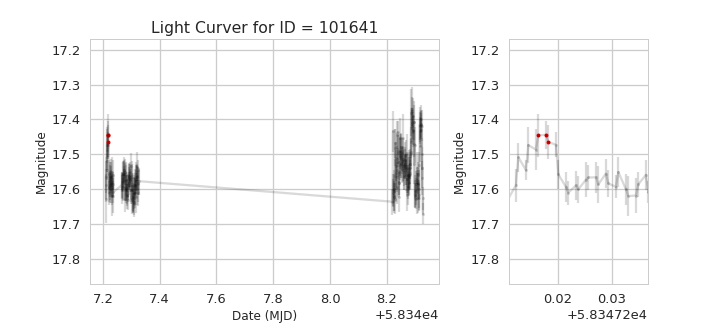 Light Curver for ID = 101641
Magnitude
17.2
17.3
17.4
17.5
17.6
17.7
17.8
7.2 7.4 7.6 7.8 8.0 8.2
Date (MJD)
+5.834e4
Magnitude
17.2
17.3
17.4
17.5
17.6
17.7
17.8
0.02 0.03
+5.83472e4